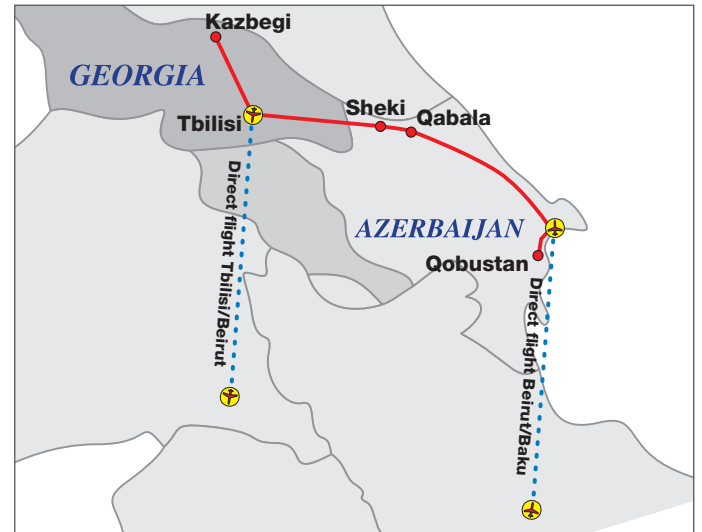 Kazbegi
GEORGIA
Sheki
Qabala
Tbilisi
Direct flight Tbilisi/Beirut
AZERBAIJAN
Qobustan
Direct flight Beirut/Baku